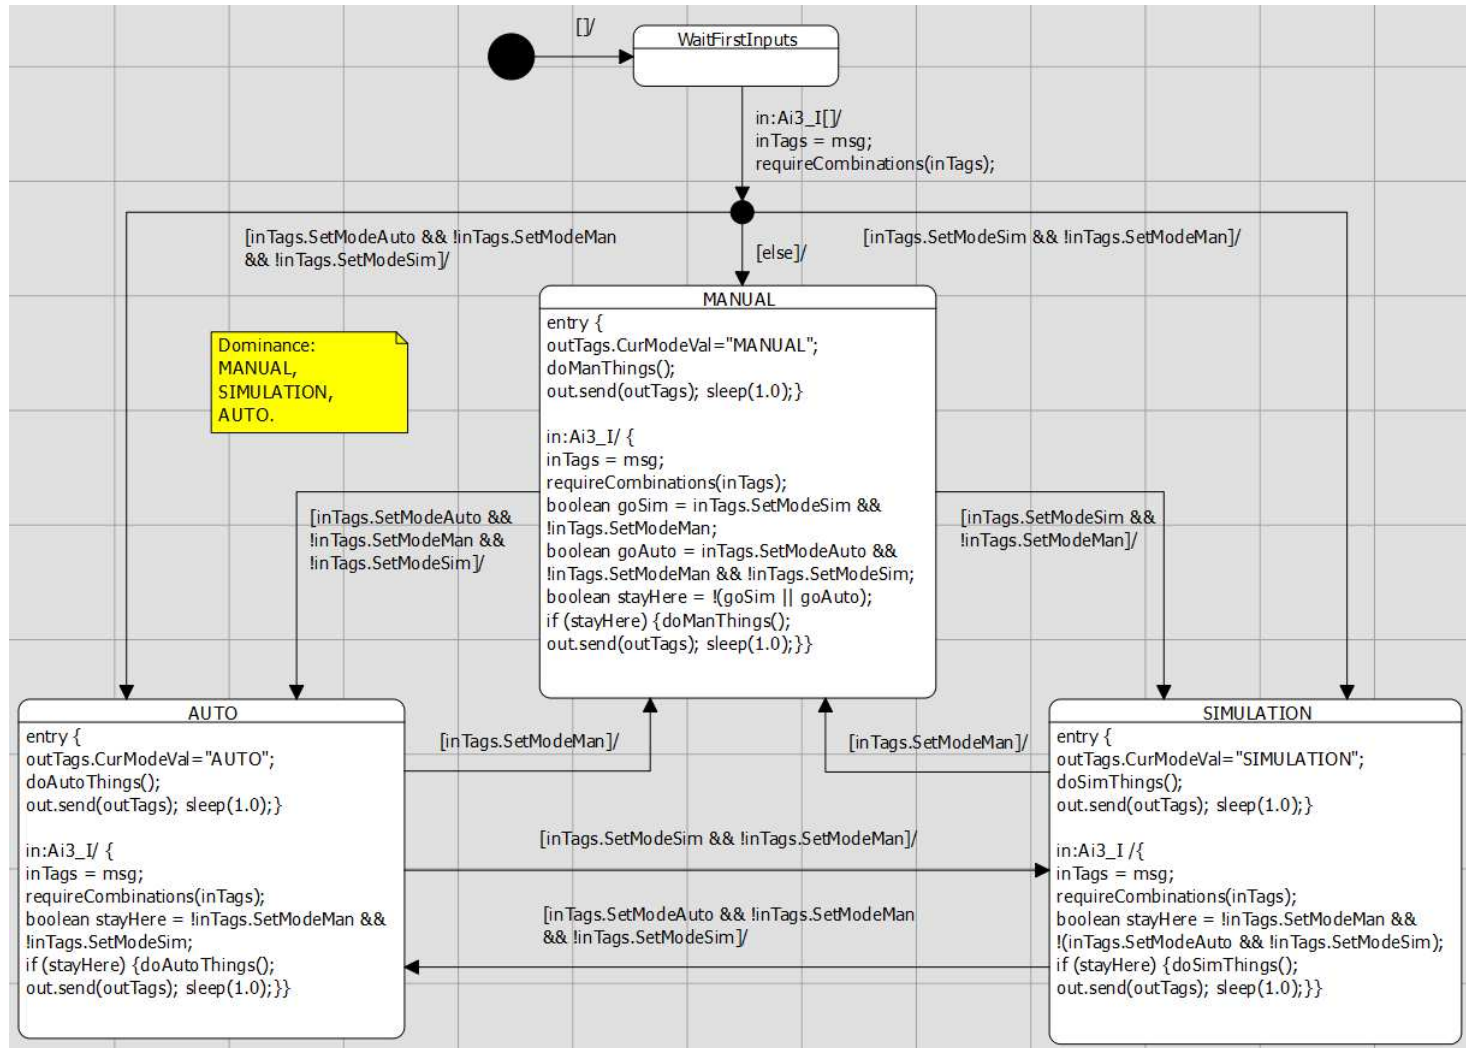 []/
WaitFirstInputs
in:Ai3_I[]/
inTags = msg;
requireCombinations(inTags);
[inTags.SetModeAuto && !inTags.SetModeMan
&& !inTags.SetModeSim]/
[else]/
[inTags.SetModeSim && !inTags.SetModeMan]/
MANUAL
entry {
outTags.CurModeVal="MANUAL";
doManThings();
out.send(outTags); sleep(1.0);}
in:Ai3_I/ {
inTags = msg;
requireCombinations(inTags);
boolean goSim = inTags.SetModeSim &&
!inTags.SetModeMan;
boolean goAuto = inTags.SetModeAuto &&
!inTags.SetModeMan && !inTags.SetModeSim;
boolean stayHere = !(goSim || goAuto);
if (stayHere) {doManThings();
out.send(outTags); sleep(1.0);}}
Dominance:
MANUAL,
SIMULATION,
AUTO.
[inTags.SetModeAuto &&
!inTags.SetModeMan &&
!inTags.SetModeSim]/
[inTags.SetModeSim &&
!inTags.SetModeMan]/
AUTO
entry {
outTags.CurModeVal="AUTO";
doAutoThings();
out.send(outTags); sleep(1.0);}
in:Ai3_I/ {
inTags = msg;
requireCombinations(inTags);
boolean stayHere = !inTags.SetModeMan &&
!inTags.SetModeSim;
if (stayHere) {doAutoThings();
out.send(outTags); sleep(1.0);}}
[inTags.SetModeMan]/
[inTags.SetModeMan]/
[inTags.SetModeSim && !inTags.SetModeMan]/
[inTags.SetModeAuto && !inTags.SetModeMan
&& !inTags.SetModeSim]/
SIMULATION
entry {
outTags.CurModeVal="SIMULATION";
doSimThings();
out.send(outTags); sleep(1.0);}
in:Ai3_I /{
inTags = msg;
requireCombinations(inTags);
boolean stayHere = !inTags.SetModeMan &&
!(inTags.SetModeAuto && !inTags.SetModeSim);
if (stayHere) {doSimThings();
out.send(outTags); sleep(1.0);}}